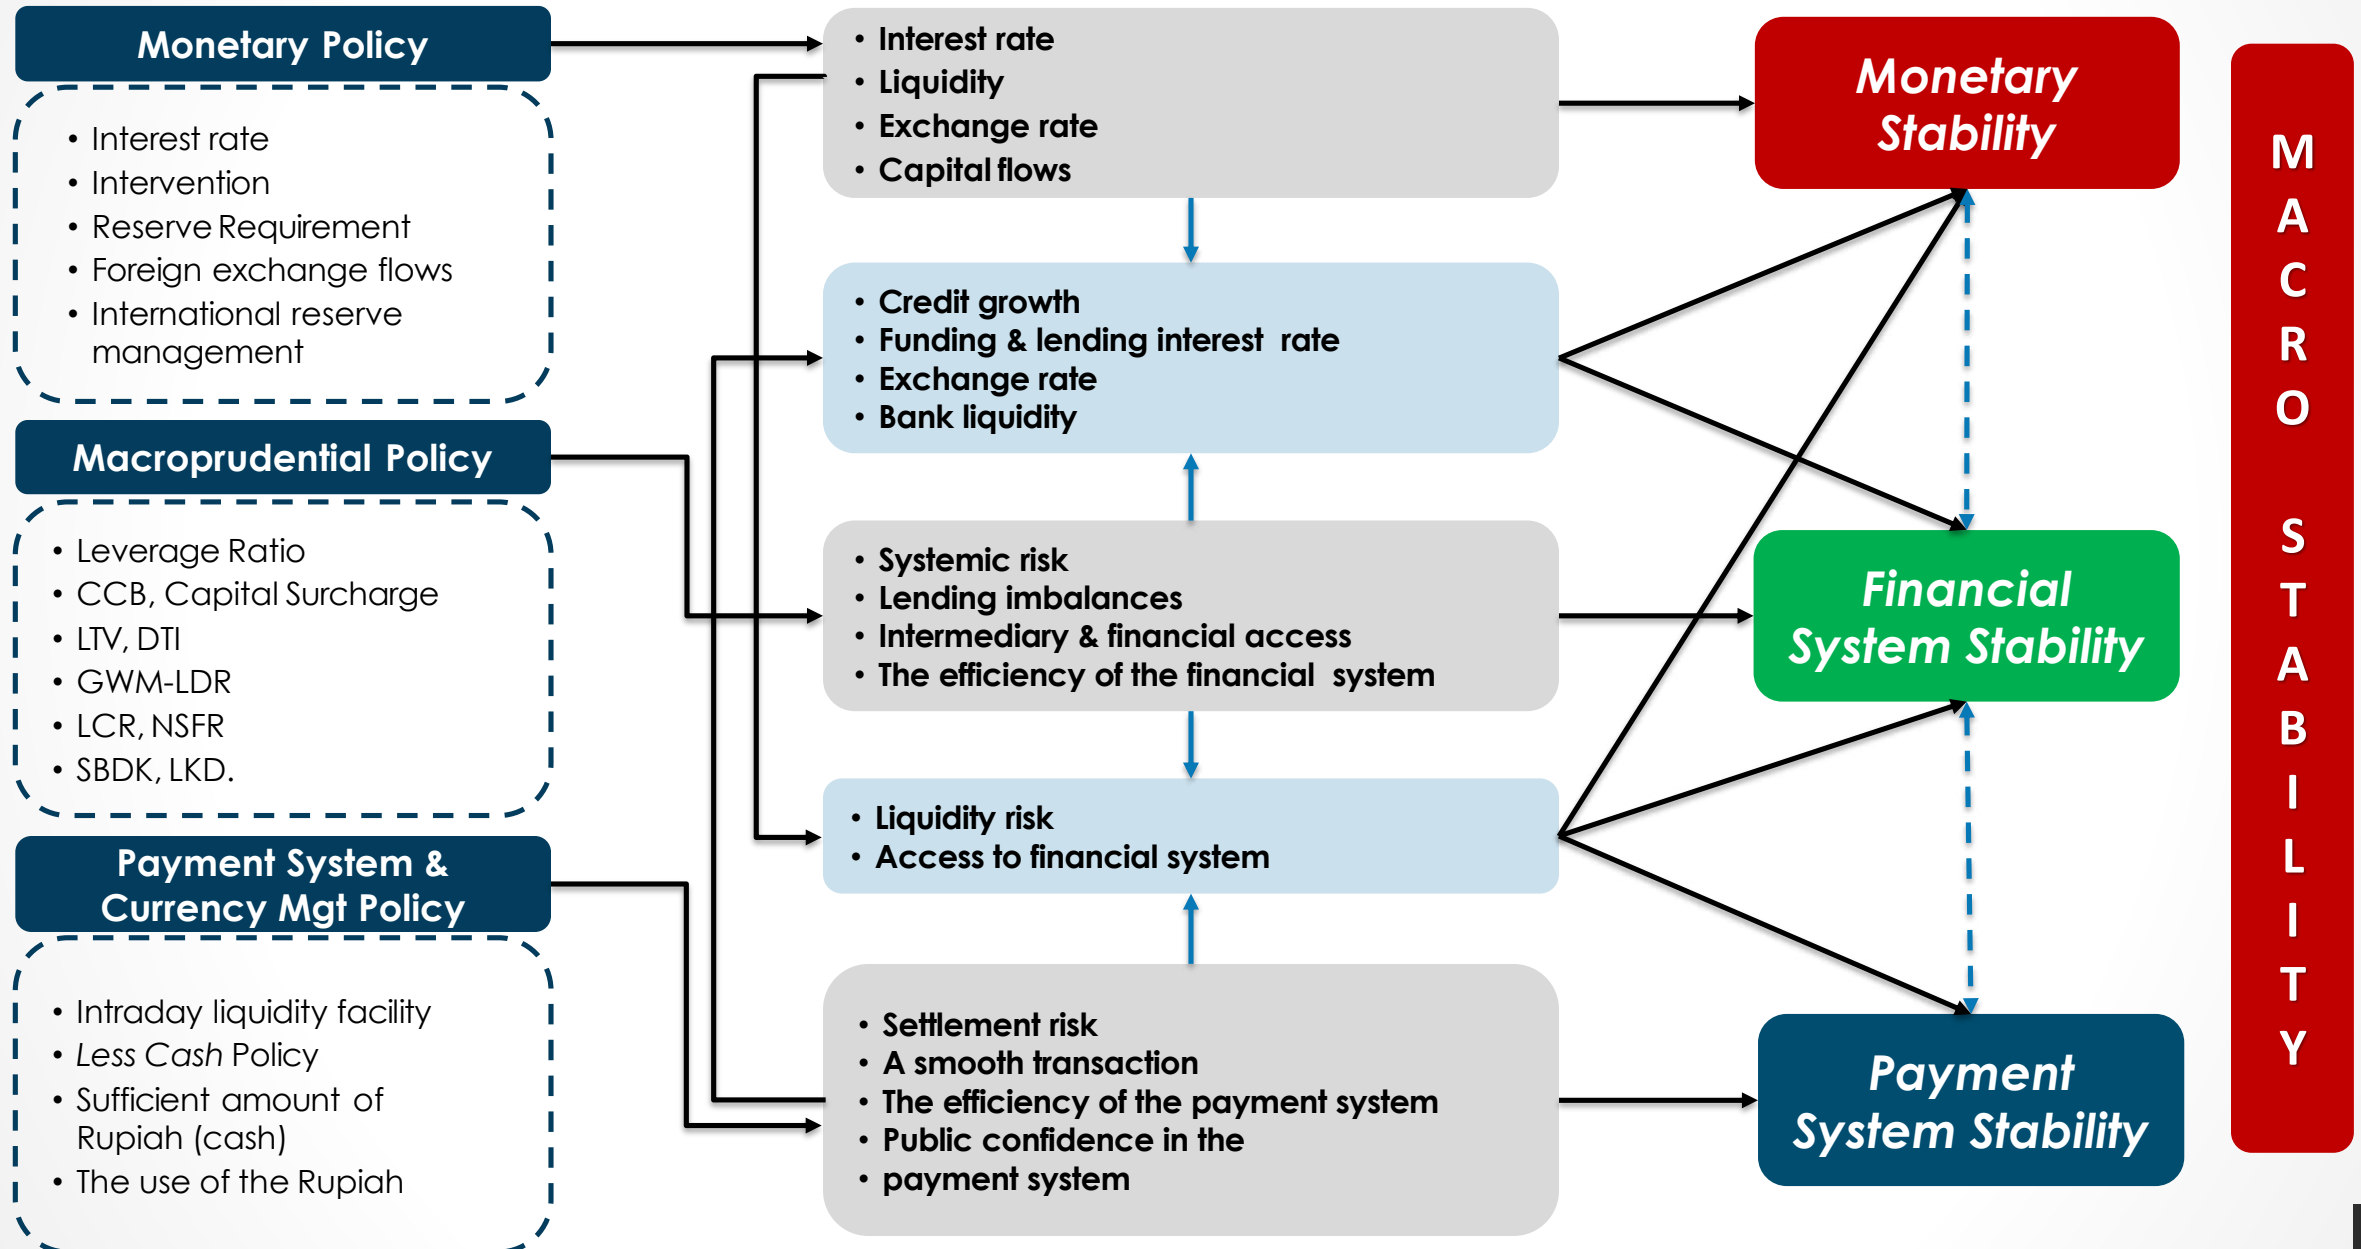 Monetary Policy
• Interest rate
• Intervention
• Reserve Requirement
• Foreign exchange flows
• International reserve
management
Macroprudential Policy
• Leverage Ratio
• CCB, Capital Surcharge
• LTV, DTI
• GWM-LDR
• LCR, NSFR
• SBDK, LKD.
Payment System &
Currency Mgt Policy
• Intraday liquidity facility
• Less Cash Policy
• Sufficient amount of
Rupiah (cash)
• The use of the Rupiah
• Interest rate
• Liquidity
• Exchange rate
• Capital flows
• Credit growth
• Funding & lending interest rate
• Exchange rate
• Bank liquidity
• Systemic risk
• Lending imbalances
• Intermediary & financial access
• The efficiency of the financial system
• Liquidity risk
• Access to financial system
• Settlement risk
• A smooth transaction
• The efficiency of the payment system
• Public confidence in the
• payment system
Monetary
Stability
Financial
System Stability
Payment
System Stability
MACRO STABILITY